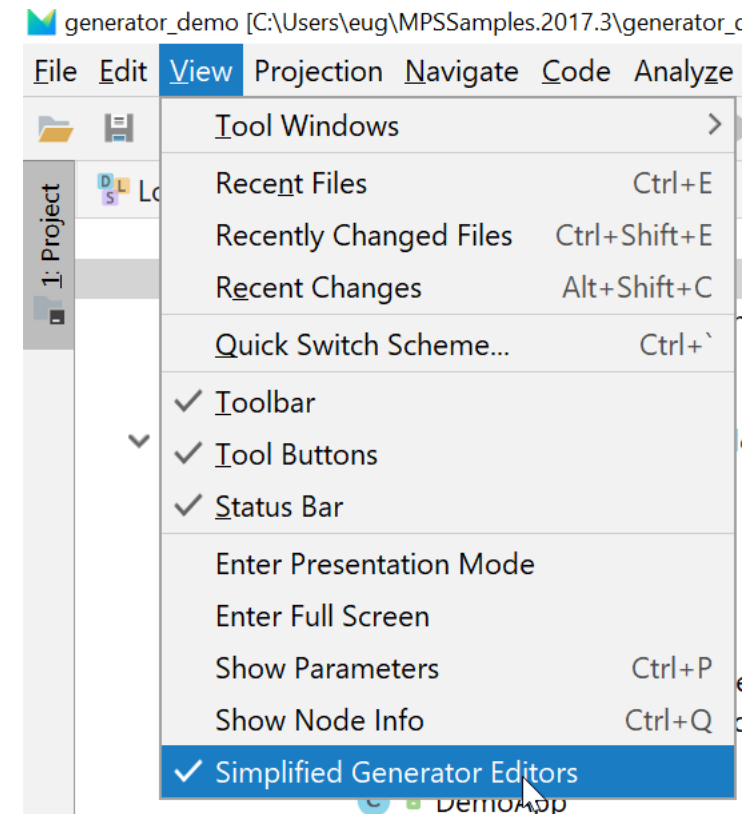 generator_demo [C:\Users\eug\MPSSamples.2017.3\generator_
File Edit View Projection Navigate Code Analyze
Tool Windows
1: Project
Recent Files Ctrl+E
Recently Changed Files Ctrl+Shift+E
Recent Changes Alt+Shift+C
Quick Switch Scheme... Ctrl+`
Toolbar
Tool Buttons
Status Bar
Enter Presentation Mode
Enter Full Screen
Show Parameters Ctrl+P
Show Node Info Ctrl+Q
Simplified Generator Editors
DemoApp